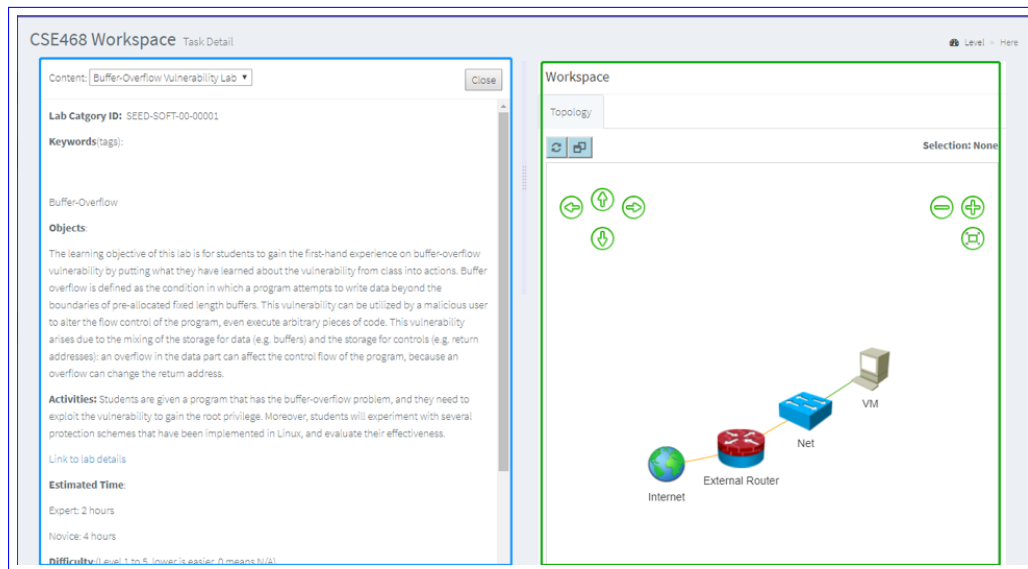 CSE468 Workspace Task Detail
Level > Here
Content: Buffer-Overflow Vulnerability Lab
Close
Lab Catgory ID: SEED-SOFT-00-00001
Keywords(tags):
Buffer-Overflow
Objects:
The learning objective of this lab is for students to gain the first-hand experience on buffer-overflow
vulnerability by putting what they have learned about the vulnerability from class into actions. Buffer
overflow is defined as the condition in which a program attempts to write data beyond the
boundaries of pre-allocated fixed length buffers. This vulnerability can be utilized by a malicious user
to alter the flow control of the program, even execute arbitrary pieces of code. This vulnerability
arises due to the mixing of the storage for data (e.g. buffers) and the storage for controls (e.g. return
addresses): an overflow in the data part can affect the control flow of the program, because an
overflow can change the return address.
Activities: Students are given a program that has the buffer-overflow problem, and they need to
exploit the vulnerability to gain the root privilege. Moreover, students will experiment with several
protection schemes that have been implemented in Linux, and evaluate their effectiveness.
Link to lab details
Estimated Time:
Expert: 2 hours
Novice: 4 hours
Difficulty:(Level 1 to 5, lower is easier, 0 means N/A)
Workspace
Topology
Selection: None
VM
Net
External Router
Internet